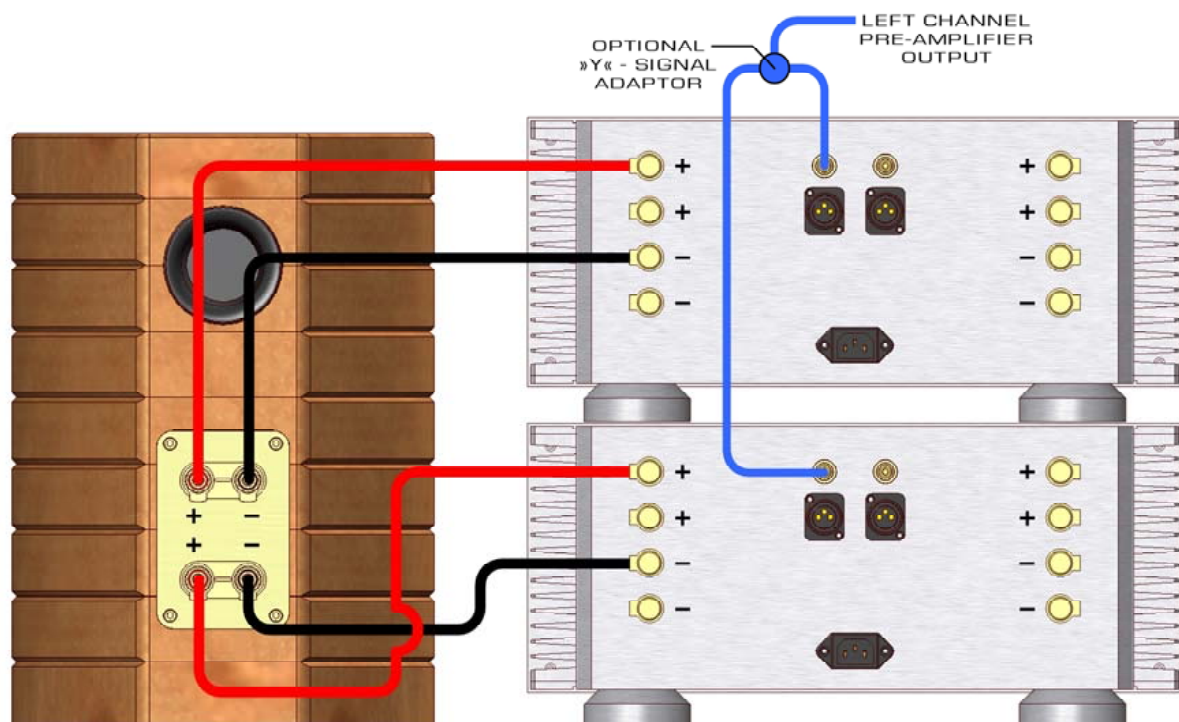 LEFT CHANNEL
PRE-AMPLIFIER
OUTPUT
OPTIONAL
»Y« - SIGNAL
ADAPTOR
+ +
+ +
− −
− −
+ −
+ −
+ +
+ +
− −
− −